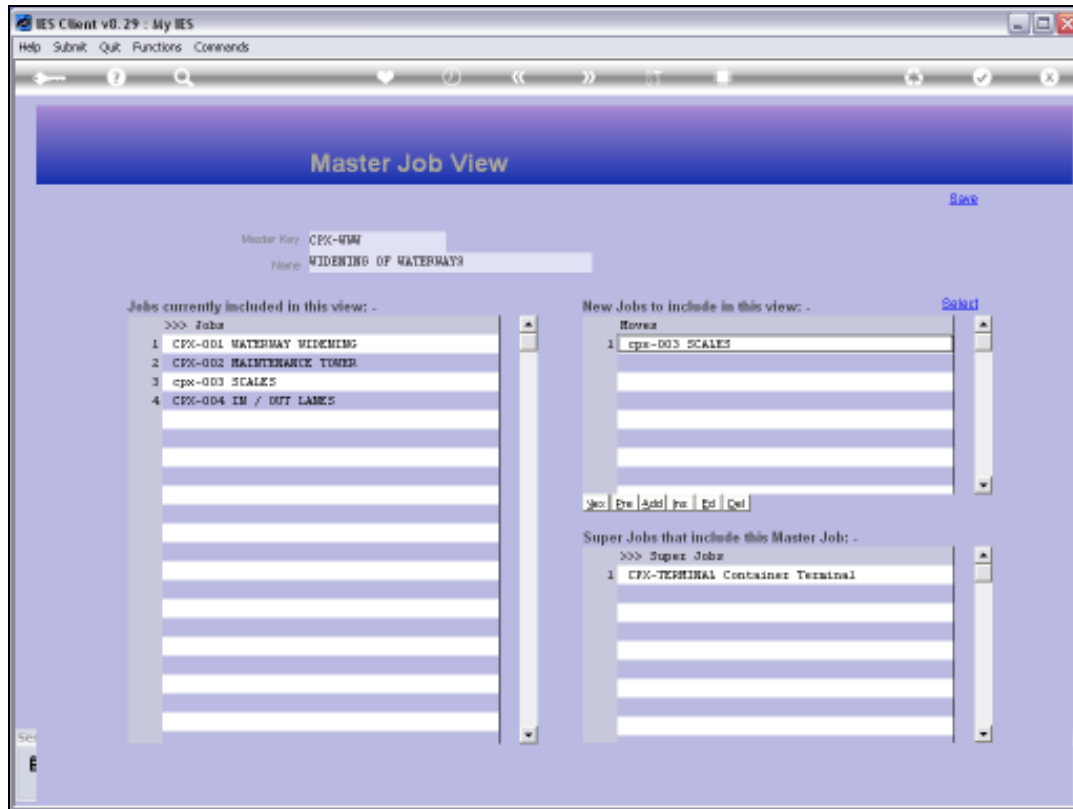 IES Client v8.29 : My IES
Help Submit Quit Functions Commands
Master Job View
Save
Master Key CPX-WWW
Name WIDENING OF WATERWAYS
Jobs currently included in this view: -
>>> Jobs
1 CPX-001 WATERWAY WIDENING
2 CPX-002 MAINTENANCE TOWER
3 cpx-003 SCALES
4 CPX-004 IN / OUT LANES
New Jobs to include in this view: -
Select
Moves
1 cpx-003 SCALES
Nex Pre Add Ins Ed Del
Super Jobs that include this Master Job: -
>>> Super Jobs
1 CPX-TERMINAL Container Terminal